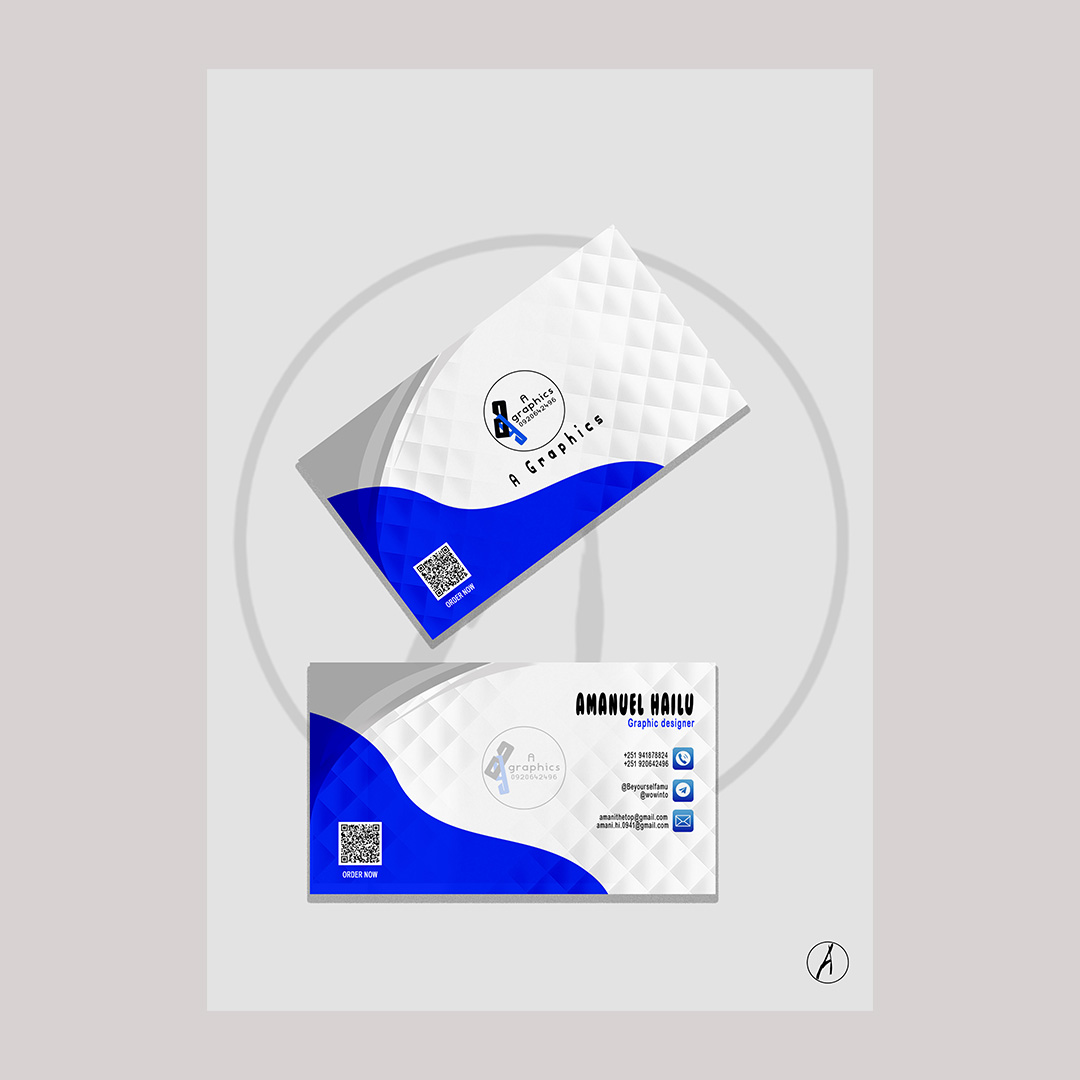 A
graphics
0920642496
A Graphics
ORDER NOW
AMANUEL HAILU
Graphic designer
+251 941878824
+251 920642496
@Beyourselfamu
@wowinto
amanithetop@gmail.com
amani.hi.0941@gmail.com
A
graphics
0920642496
ORDER NOW